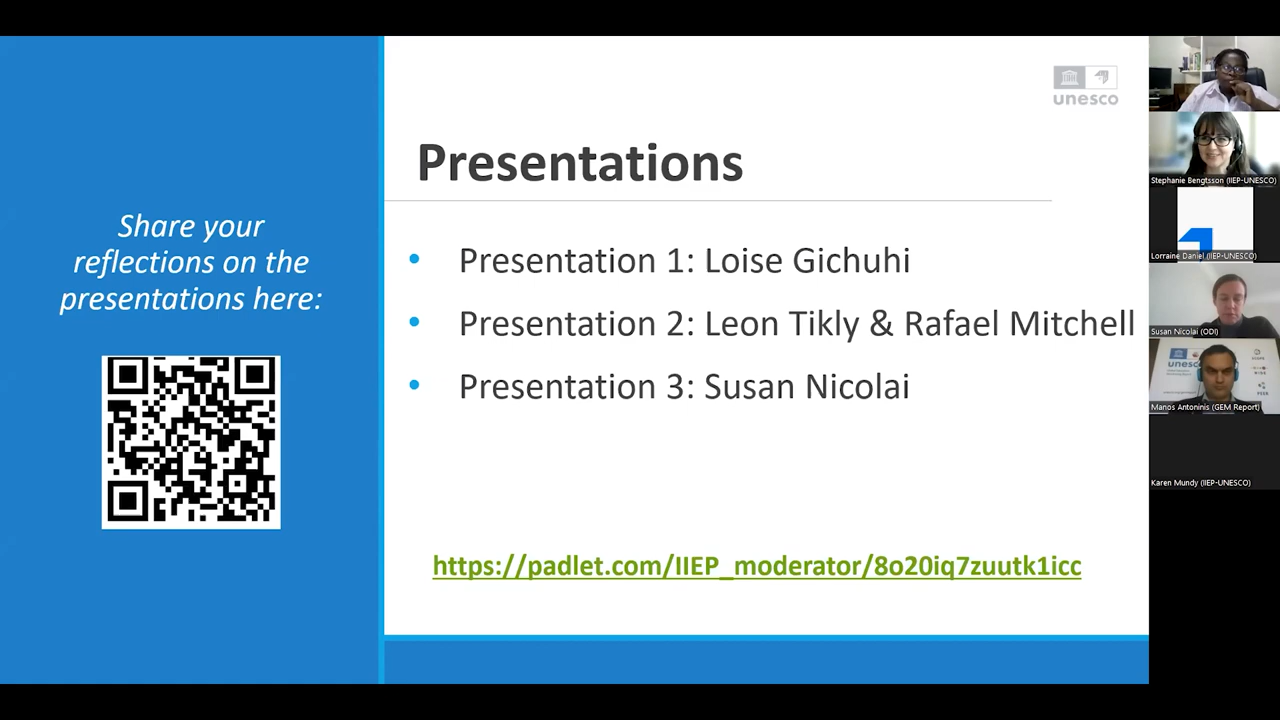 Share your
reflections on the
presentations here:
unesco
Presentations
• Presentation 1: Loise Gichuhi
• Presentation 2: Leon Tikly & Rafael Mitchell
• Presentation 3: Susan Nicolai
https://padlet.com/IIEP_moderator/8o20iq7zuutk1icc
Stephanie Bengtsson (IIEP-UNESCO)
Lorraine Daniel (IIEP-UNESCO)
Susan Nicolai (ODI)
unesco
Manos Antoninis (GEM Report)
Karen Mundy (IIEP-UNESCO)